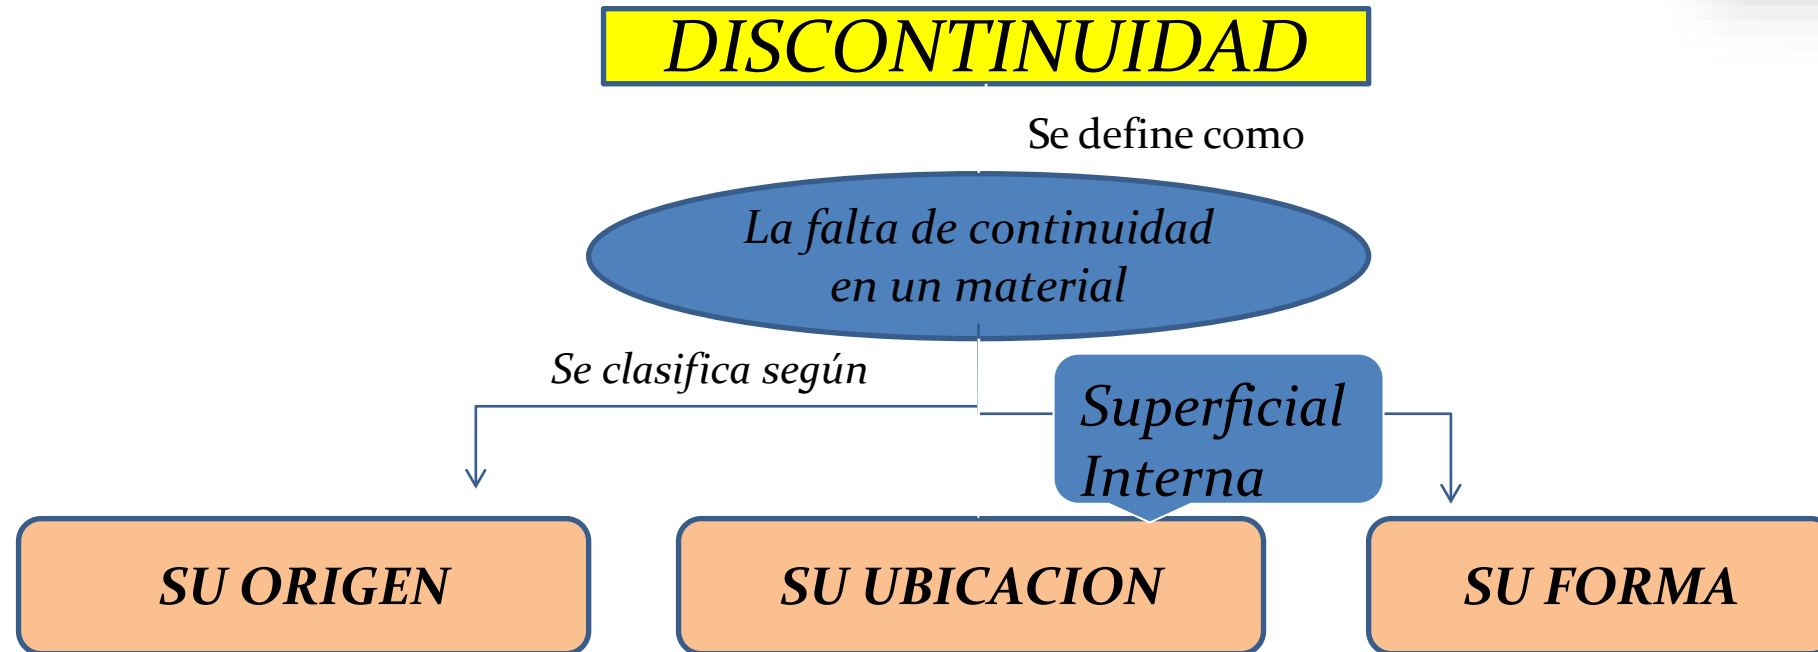 DISCONTINUIDAD
Se define como
La falta de continuidad
en un material
Se clasifica según
Superficial
Interna
SU ORIGEN
SU UBICACION
SU FORMA